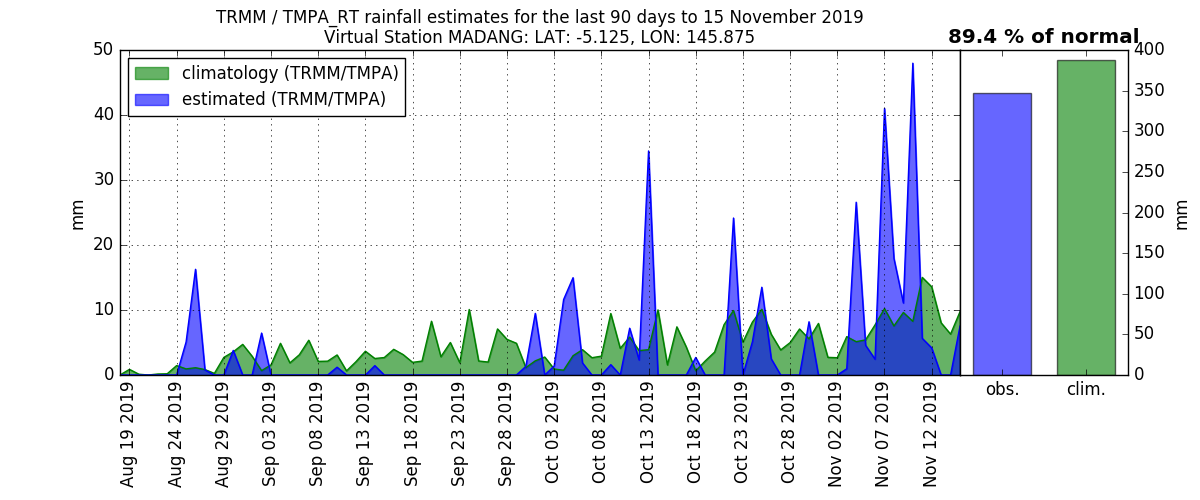 TRMM / TMPA_RT rainfall estimates for the last 90 days to 15 November 2019
Virtual Station MADANG: LAT: -5.125, LON: 145.875
89.4 % of normal
climatology (TRMM/TMPA)
estimated (TRMM/TMPA)
50
40
30
20
10
0
mm
Aug 19 2019
Aug 24 2019
Aug 29 2019
Sep 03 2019
Sep 08 2019
Sep 13 2019
Sep 18 2019
Sep 23 2019
Sep 28 2019
Oct 03 2019
Oct 08 2019
Oct 13 2019
Oct 18 2019
Oct 23 2019
Oct 28 2019
Nov 02 2019
Nov 07 2019
Nov 12 2019
obs.
clim.
400
350
300
250
200
150
100
50
0
mm